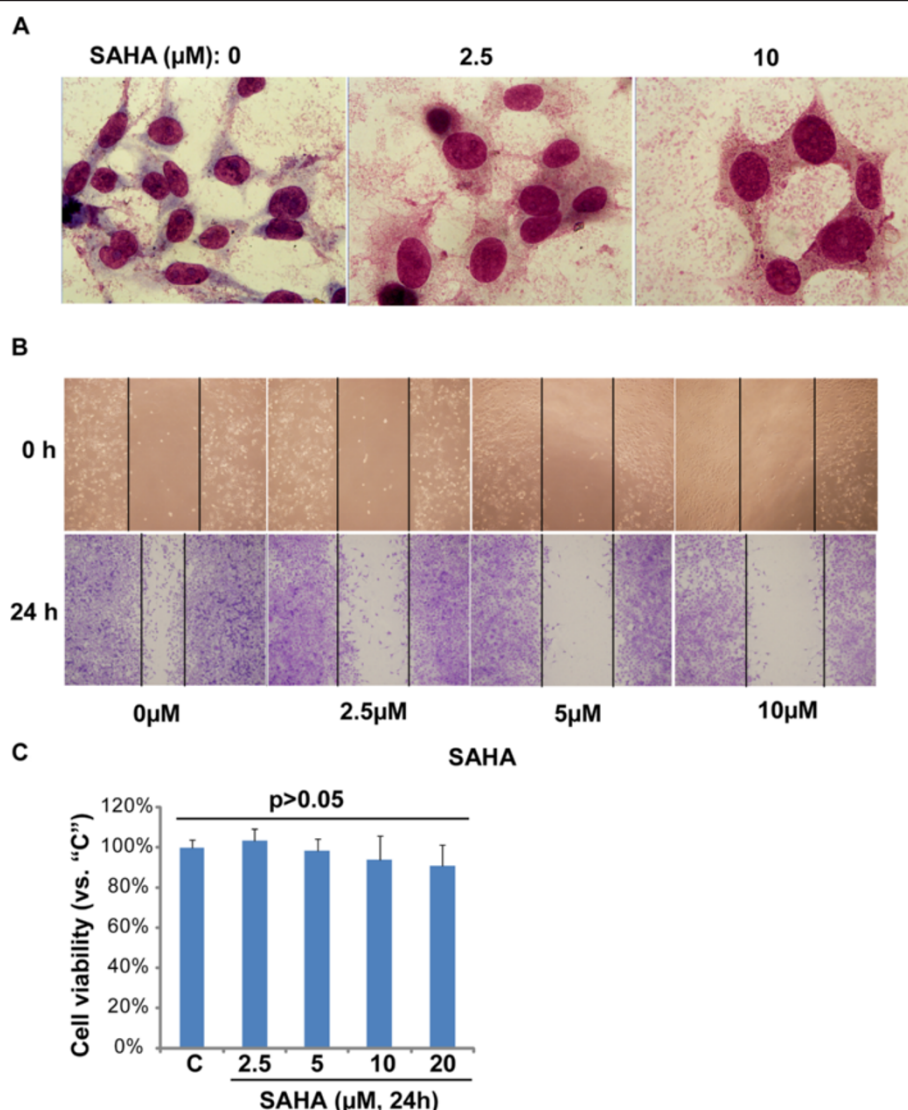 A
SAHA (μM): 0 2.5 10
B
0 h
24 h
0μM 2.5μM 5μM 10μM
SAHA
C
p>0.05
Cell viability (vs. “C”)
120%
100%
80%
60%
40%
20%
0%
C 2.5 5 10 20
SAHA (μM, 24h)